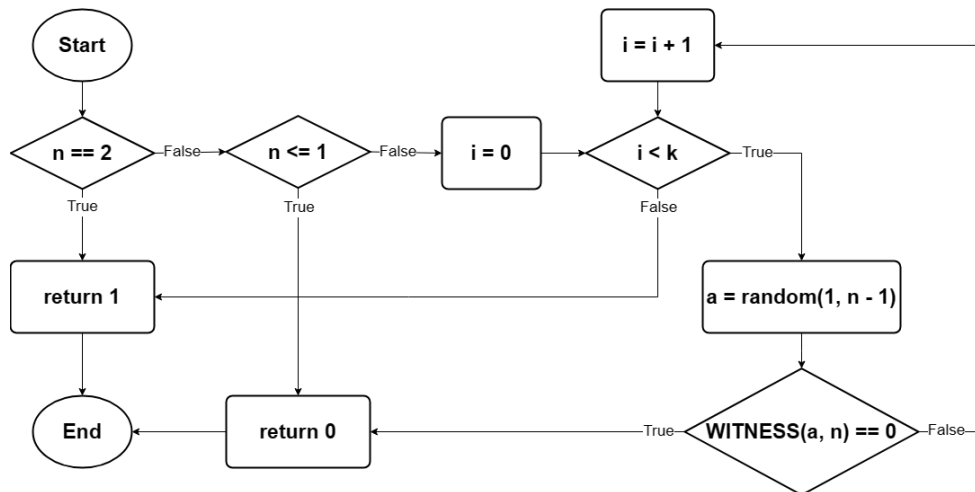 Start
i = i + 1
n == 2
False
n <= 1
False
i = 0
i < k
True
True
True
False
return 1
a = random(1, n - 1)
End
return 0
True
WITNESS(a, n) == 0
False